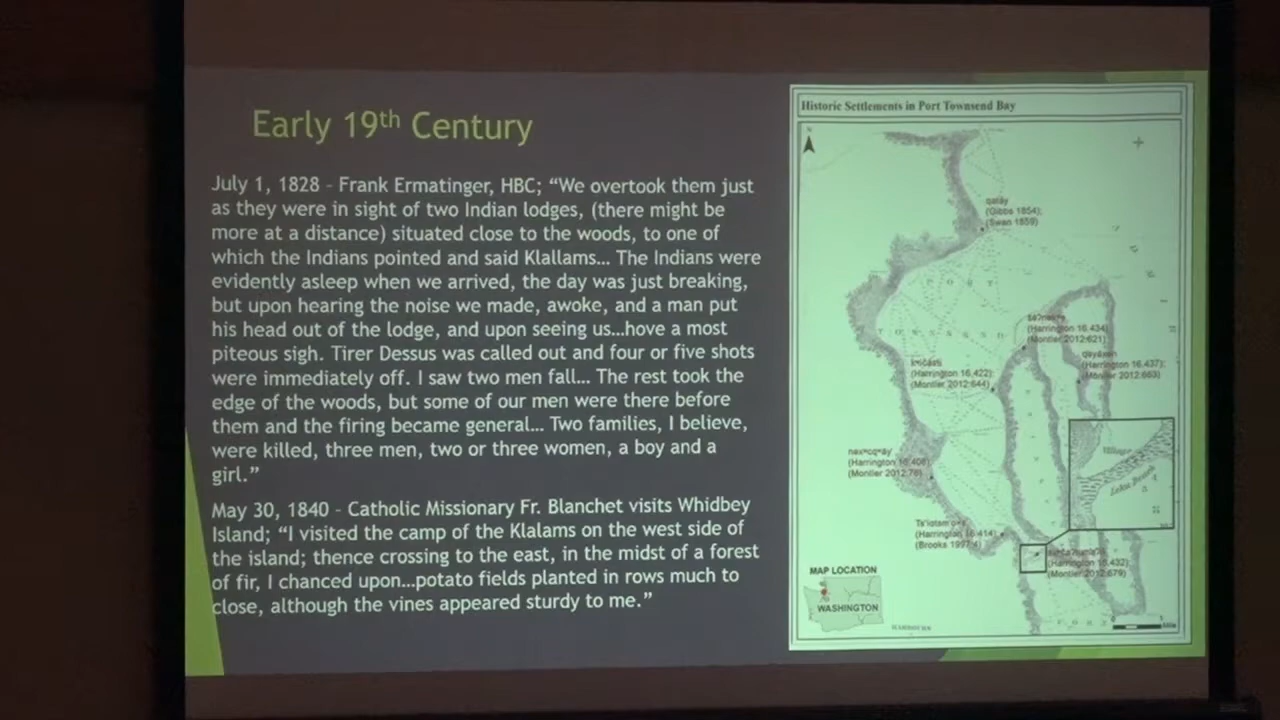 Early 19th Century
July 1, 1828 - Frank Ermatinger, HBC; “We overtook them just
as they were in sight of two Indian lodges, (there might be
more at a distance) situated close to the woods, to one of
which the Indians pointed and said Klallams... The Indians were
evidently asleep when we arrived, the day was just breaking,
but upon hearing the noise we made, awoke, and a man put
his head out of the lodge, and upon seeing us...hove a most
piteous sigh. Tirer Dessus was called out and four or five shots
were immediately off. I saw two men fall... The rest took the
edge of the woods, but some of our men were there before
them and the firing became general... Two families, I believe,
were killed, three men, two or three women, a boy and a
girl.”
May 30, 1840 - Catholic Missionary Fr. Blanchet visits Whidbey
Island; “I visited the camp of the Klalams on the west side of
the island; thence crossing to the east, in the midst of a forest
of fir, I chanced upon...potato fields planted in rows much to
close, although the vines appeared sturdy to me.”
Historic Settlements in Port Townsend Bay
N
qatáy
(Gibbs 1854);
(Swan 1859)
PORT
TOWNSEND
(Harrington 16.434)
(Montler 2012:621)
(Harrington 16.437);
(Montler 2012:663)
(Harrington 16.422);
(Montler 2012:644)
(Harrington 16.408)
(Montler 2012:76)
Village
(Harrington 16.414)
(Brooks 1997:4)
(Harrington 16.432)
(Montler 2012:679)
MAP LOCATION
WASHINGTON